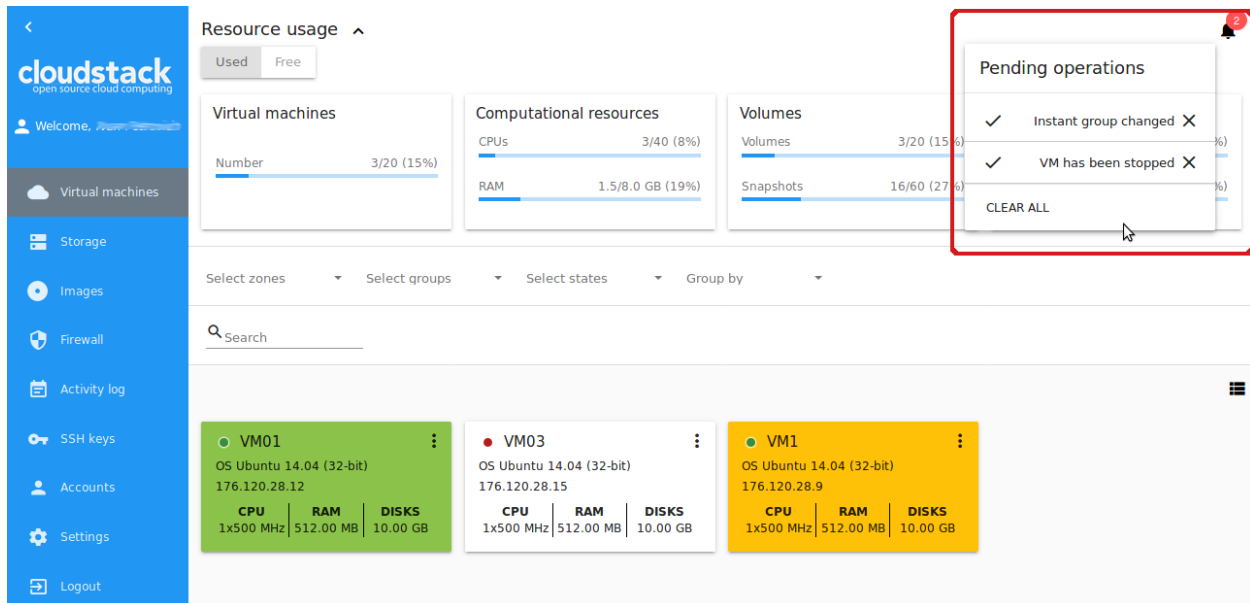 cloudstack
open source cloud computing
Welcome,
Virtual machines
Storage
Images
Firewall
Activity log
SSH keys
Accounts
Settings
Logout
Resource usage
Used
Free
Virtual machines
Number 3/20 (15%)
Computational resources
CPUs 3/40 (8%)
RAM 1.5/8.0 GB (19%)
Volumes
Volumes 3/20 (15%
Snapshots 16/60 (27%
%)
%)
2
Pending operations
Instant group changed
VM has been stopped
CLEAR ALL
Select zones
Select groups
Select states
Group by
Search
VM01
OS Ubuntu 14.04 (32-bit)
176.120.28.12
CPU RAM DISKS
1x500 MHz 512.00 MB 10.00 GB
VM03
OS Ubuntu 14.04 (32-bit)
176.120.28.15
CPU RAM DISKS
1x500 MHz 512.00 MB 10.00 GB
VM1
OS Ubuntu 14.04 (32-bit)
176.120.28.9
CPU RAM DISKS
1x500 MHz 512.00 MB 10.00 GB